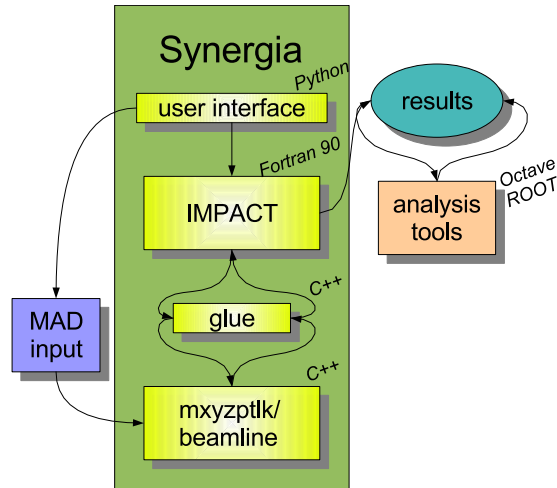 Synergia
Python
user interface
results
Fortran 90
IMPACT
Octave
ROOT
analysis
tools
C++
glue
MAD
input
C++
mxyzptlk/
beamline